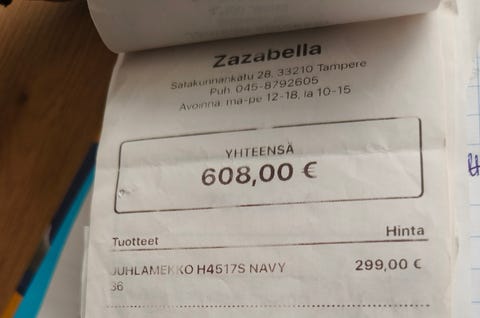 Zazabella
Satakunnankatu 28, 33210 Tampere
Puh. 045-8792605
Avoinna: ma-pe 12-18, la 10-15
YHTEENSÄ
608,00 €
Tuotteet Hinta
JUHLAMEKKO H4517S NAVY 299,00 €
36